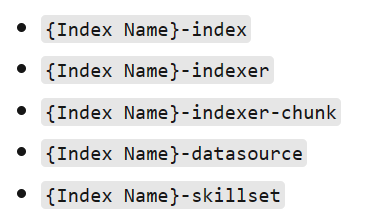 {Index Name}-index
{Index Name}-indexer
{Index Name}-indexer-chunk
{Index Name}-datasource
{Index Name}-skillset